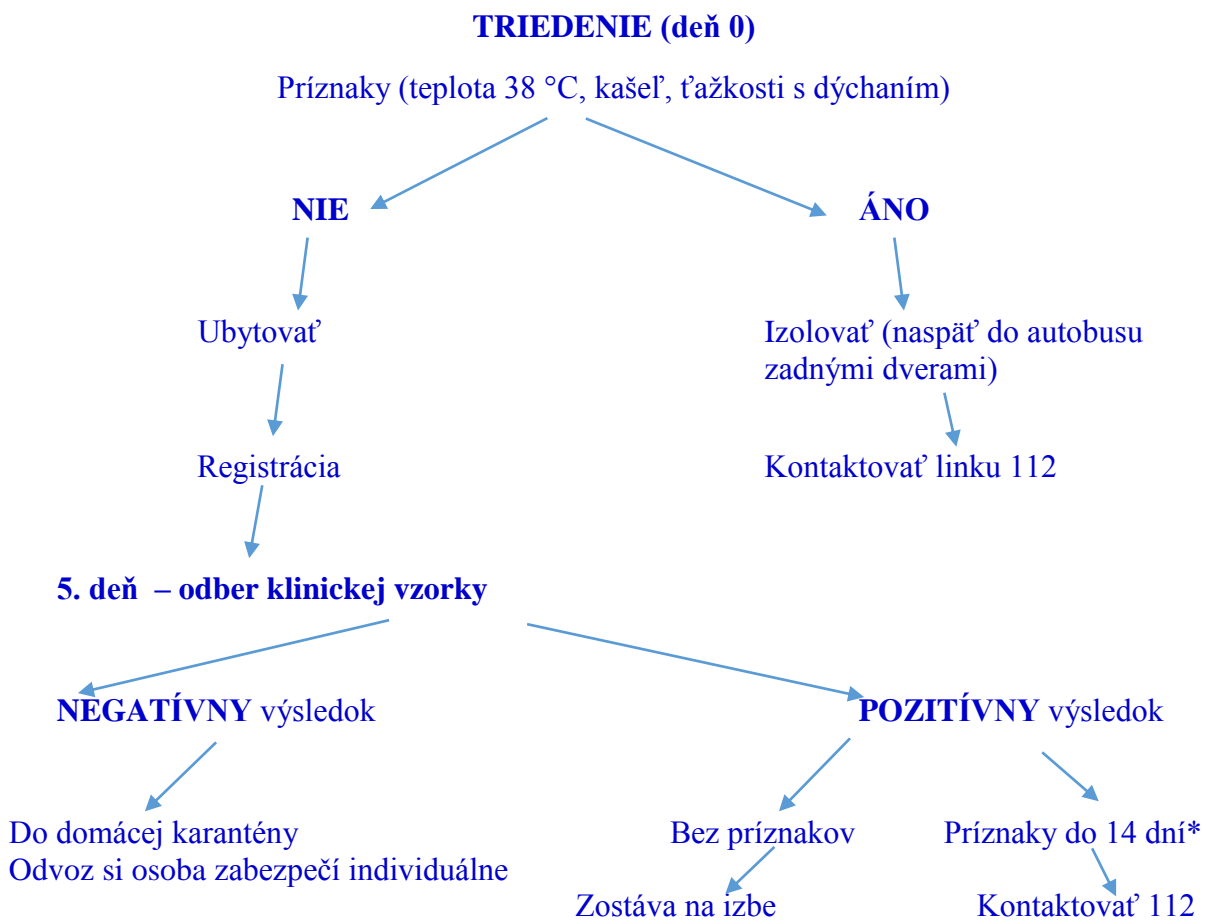 TRIEDENIE (deň 0)
Príznaky (teplota 38 °C, kašeľ, ťažkosti s dýchaním)
NIE
ÁNO
Ubytovať
Izolovať (naspäť do autobusu
zadnými dverami)
Registrácia
Kontaktovať linku 112
5. deň – odber klinickej vzorky
NEGATÍVNY výsledok
POZITÍVNY výsledok
Do domácej karantény
Odvoz si osoba zabezpečí individuálne
Bez príznakov
Príznaky do 14 dní*
Zostáva na izbe
Kontaktovať 112